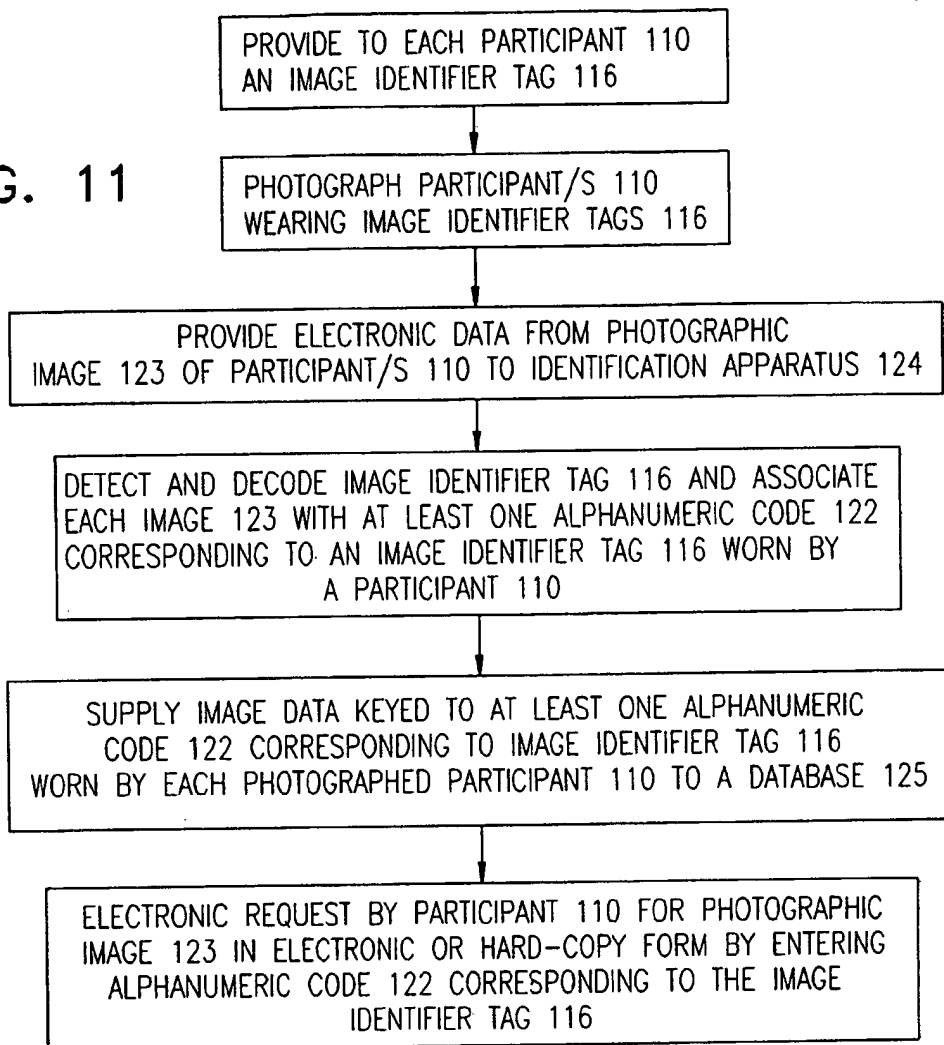 PROVIDE TO EACH PARTICIPANT 110
AN IMAGE IDENTIFIER TAG 116
G. 11
PHOTOGRAPH PARTICIPANT/S 110
WEARING IMAGE IDENTIFIER TAGS 116
PROVIDE ELECTRONIC DATA FROM PHOTOGRAPHIC
IMAGE 123 OF PARTICIPANT/S 110 TO IDENTIFICATION APPARATUS 124
DETECT AND DECODE IMAGE IDENTIFIER TAG 116 AND ASSOCIATE
EACH IMAGE 123 WITH AT LEAST ONE ALPHANUMERIC CODE 122
CORRESPONDING TO AN IMAGE IDENTIFIER TAG 116 WORN BY
A PARTICIPANT 110
SUPPLY IMAGE DATA KEYED TO AT LEAST ONE ALPHANUMERIC
CODE 122 CORRESPONDING TO IMAGE IDENTIFIER TAG 116
WORN BY EACH PHOTOGRAPHED PARTICIPANT 110 TO A DATABASE 125
ELECTRONIC REQUEST BY PARTICIPANT 110 FOR PHOTOGRAPHIC
IMAGE 123 IN ELECTRONIC OR HARD-COPY FORM BY ENTERING
ALPHANUMERIC CODE 122 CORRESPONDING TO THE IMAGE
IDENTIFIER TAG 116